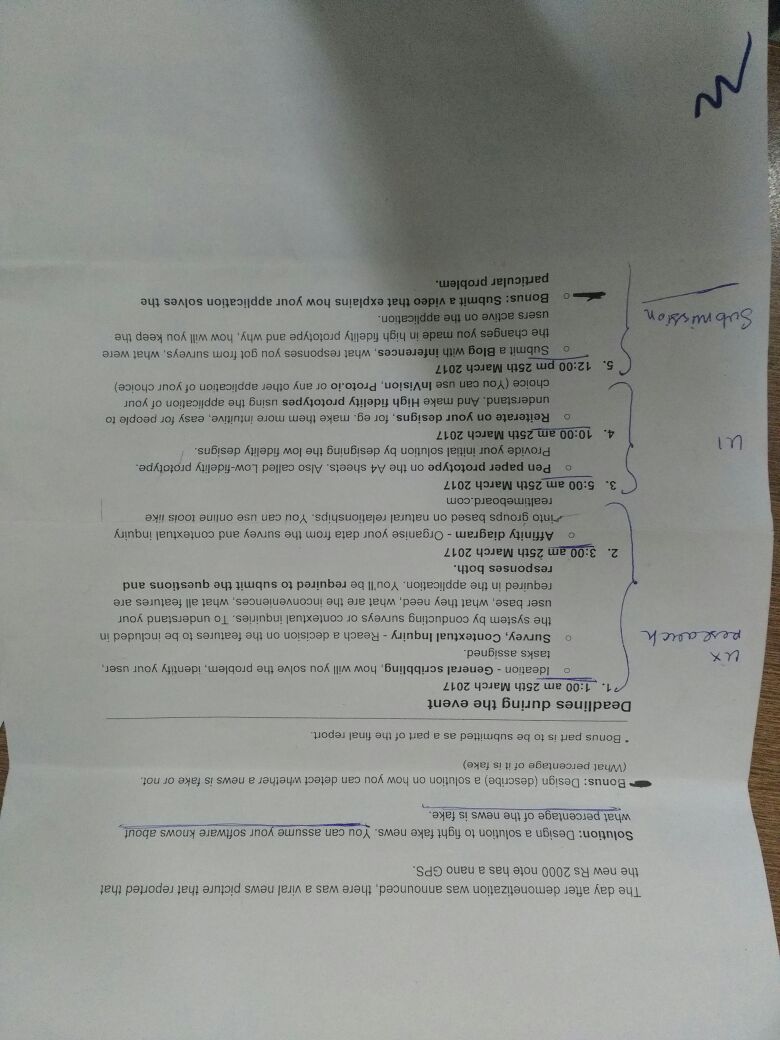 The day after demonetization was announced, there was a viral news picture that reported that
the new Rs 2000 note has a nano GPS.
Solution: Design a solution to fight fake news. You can assume your software knows about
what percentage of the news is fake.
Bonus: Design (describe) a solution on how you can detect whether a news is fake or not.
(What percentage of it is fake)
* Bonus part is to be submitted as a part of the final report.
Deadlines during the event
1. 1:00 am 25th March 2017
○ Ideation - General scribbling, how will you solve the problem, identify your user,
tasks assigned.
UX
Research
○ Survey, Contextual Inquiry - Reach a decision on the features to be included in
the system by conducting surveys or contextual inquiries. To understand your
user base, what they need, what are the inconveniences, what all features are
required in the application. You'll be required to submit the questions and
responses both.
2. 3:00 am 25th March 2017
○ Affinity diagram - Organise your data from the survey and contextual inquiry
into groups based on natural relationships. You can use online tools like
realtimeboard.com
3. 5:00 am 25th March 2017
○ Pen paper prototype on the A4 sheets. Also called Low-fidelity prototype.
Provide your initial solution by designing the low fidelity designs.
UI
4. 10:00 am 25th March 2017
○ Reiterate on your designs, for eg. make them more intuitive, easy for people to
understand. And make High fidelity prototypes using the application of your
choice (You can use InVision, Proto.io or any other application of your choice)
5. 12:00 pm 25th March 2017
○ Submit a Blog with inferences, what responses you got from surveys, what were
the changes you made in high fidelity prototype and why, how will you keep the
users active on the application.
Submission
○ Bonus: Submit a video that explains how your application solves the
particular problem.